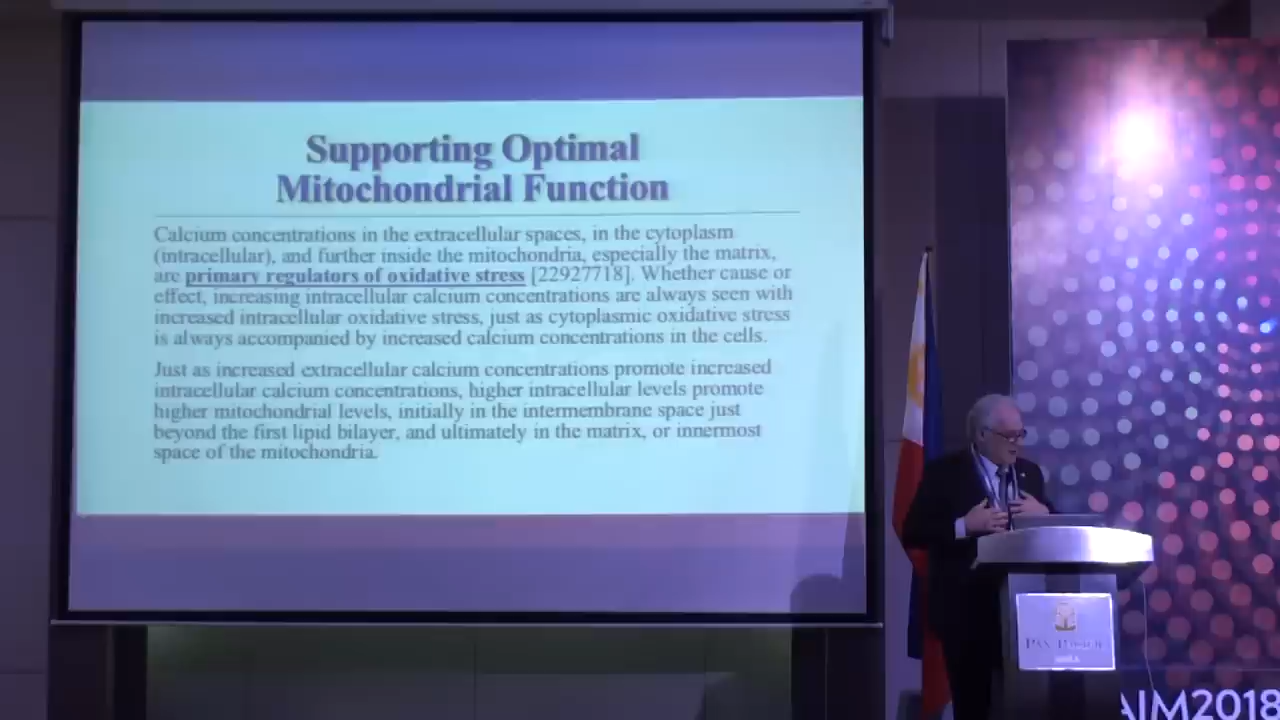 Supporting Optimal
Mitochondrial Function
Calcium concentrations in the extracellular spaces, in the cytoplasm
(intracellular), and further inside the mitochondria, especially the matrix,
are primary regulators of oxidative stress [22927718]. Whether cause or
effect, increasing intracellular calcium concentrations are always seen with
increased intracellular oxidative stress, just as cytoplasmic oxidative stress
is always accompanied by increased calcium concentrations in the cells.
Just as increased extracellular calcium concentrations promote increased
intracellular calcium concentrations, higher intracellular levels promote
higher mitochondrial levels, initially in the intermembrane space just
beyond the first lipid bilayer, and ultimately in the matrix, or innermost
space of the mitochondria.
PAN PACIFIC
AIM2018